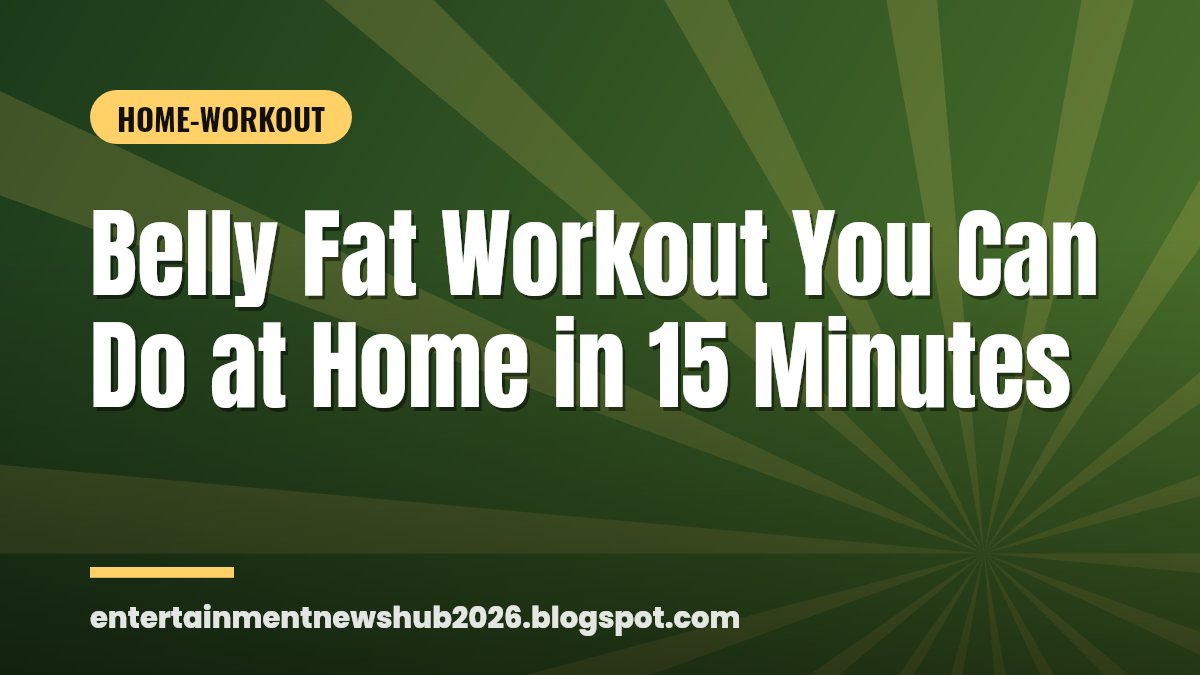 HOME-WORKOUT
Belly Fat Workout You Can
Do at Home in 15 Minutes
entertainmentnewshub2026.blogspot.com